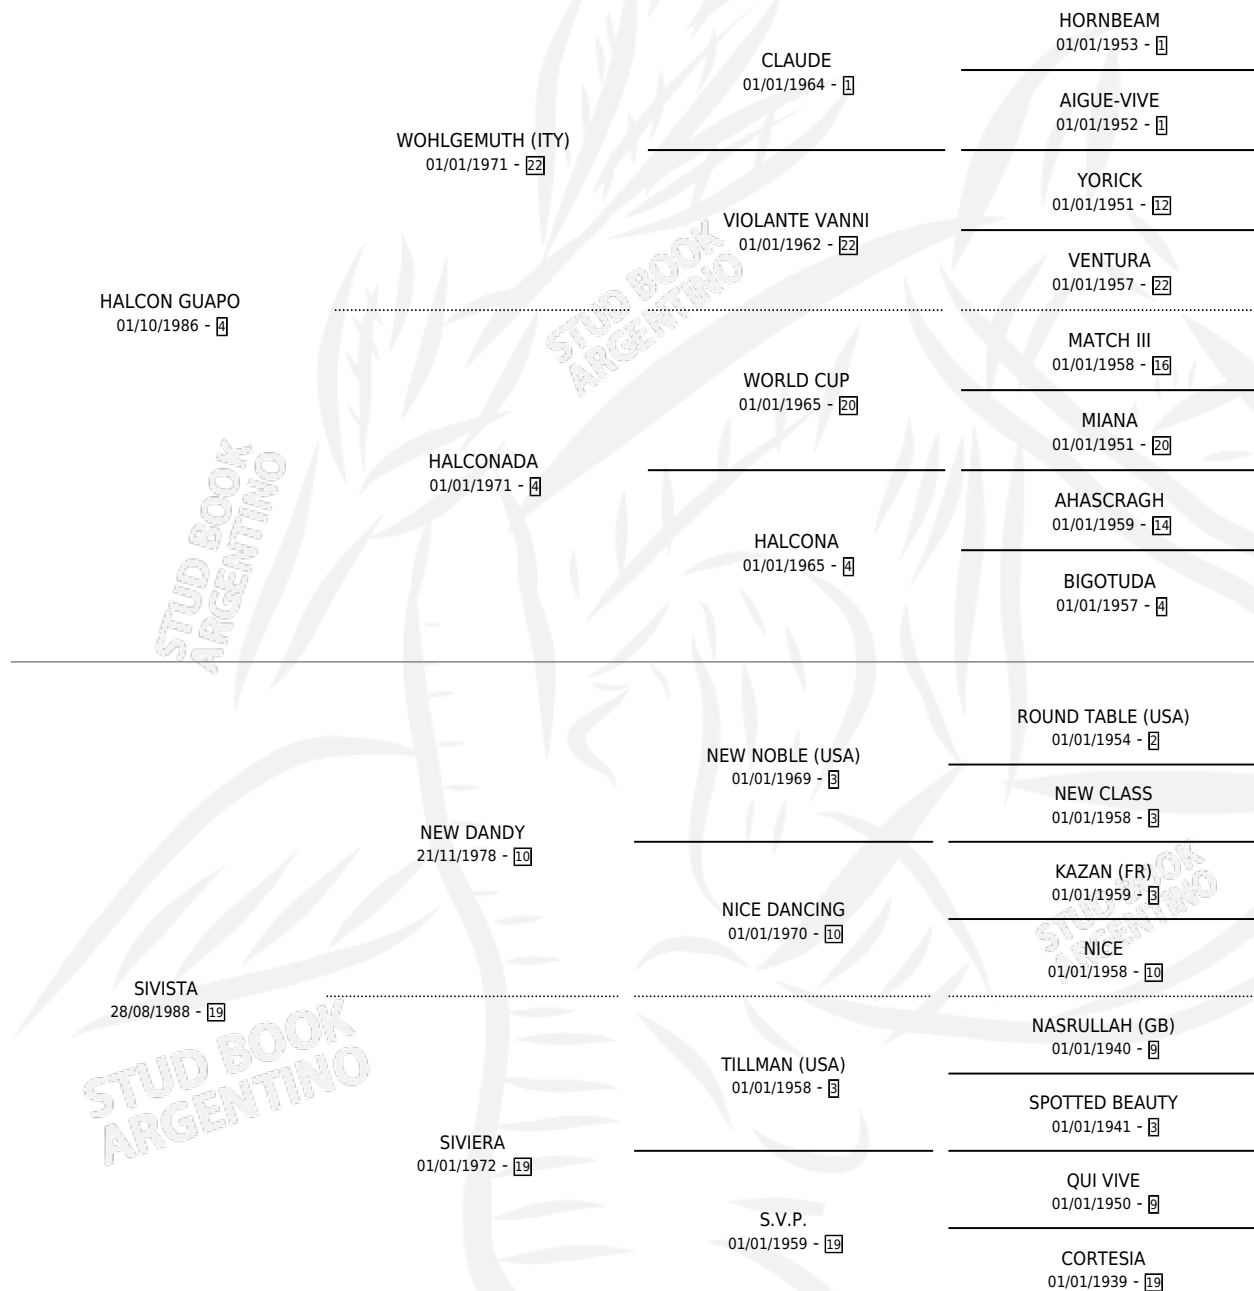 HORNBEAM
01/01/1953 - 1
CLAUDE
01/01/1964 - 1
AIGUE-VIVE
01/01/1952 - 1
WOHLGEMUTH (ITY)
01/01/1971 - 22
YORICK
01/01/1951 - 12
VIOLANTE VANNI
01/01/1962 - 22
VENTURA
01/01/1957 - 22
HALCON GUAPO
01/10/1986 - 4
MATCH III
01/01/1958 - 16
WORLD CUP
01/01/1965 - 20
MIANA
01/01/1951 - 20
HALCONADA
01/01/1971 - 4
AHASCRAGH
01/01/1959 - 14
HALCONA
01/01/1965 - 4
BIGOTUDA
01/01/1957 - 4
ROUND TABLE (USA)
01/01/1954 - 2
NEW NOBLE (USA)
01/01/1969 - 3
NEW CLASS
01/01/1958 - 3
NEW DANDY
21/11/1978 - 10
KAZAN (FR)
01/01/1959 - 3
NICE DANCING
01/01/1970 - 10
NICE
01/01/1958 - 10
SIVISTA
28/08/1988 - 19
NASRULLAH (GB)
01/01/1940 - 9
TILLMAN (USA)
01/01/1958 - 3
SPOTTED BEAUTY
01/01/1941 - 3
SIVIERA
01/01/1972 - 19
QUI VIVE
01/01/1950 - 9
S.V.P.
01/01/1959 - 19
CORTESIA
01/01/1939 - 19
STUD BOOK
ARGENTINO
STUD BOOK
ARGENTINO
STUD BOOK
ARGENTINO
STUD BOOK
ARGENTINO